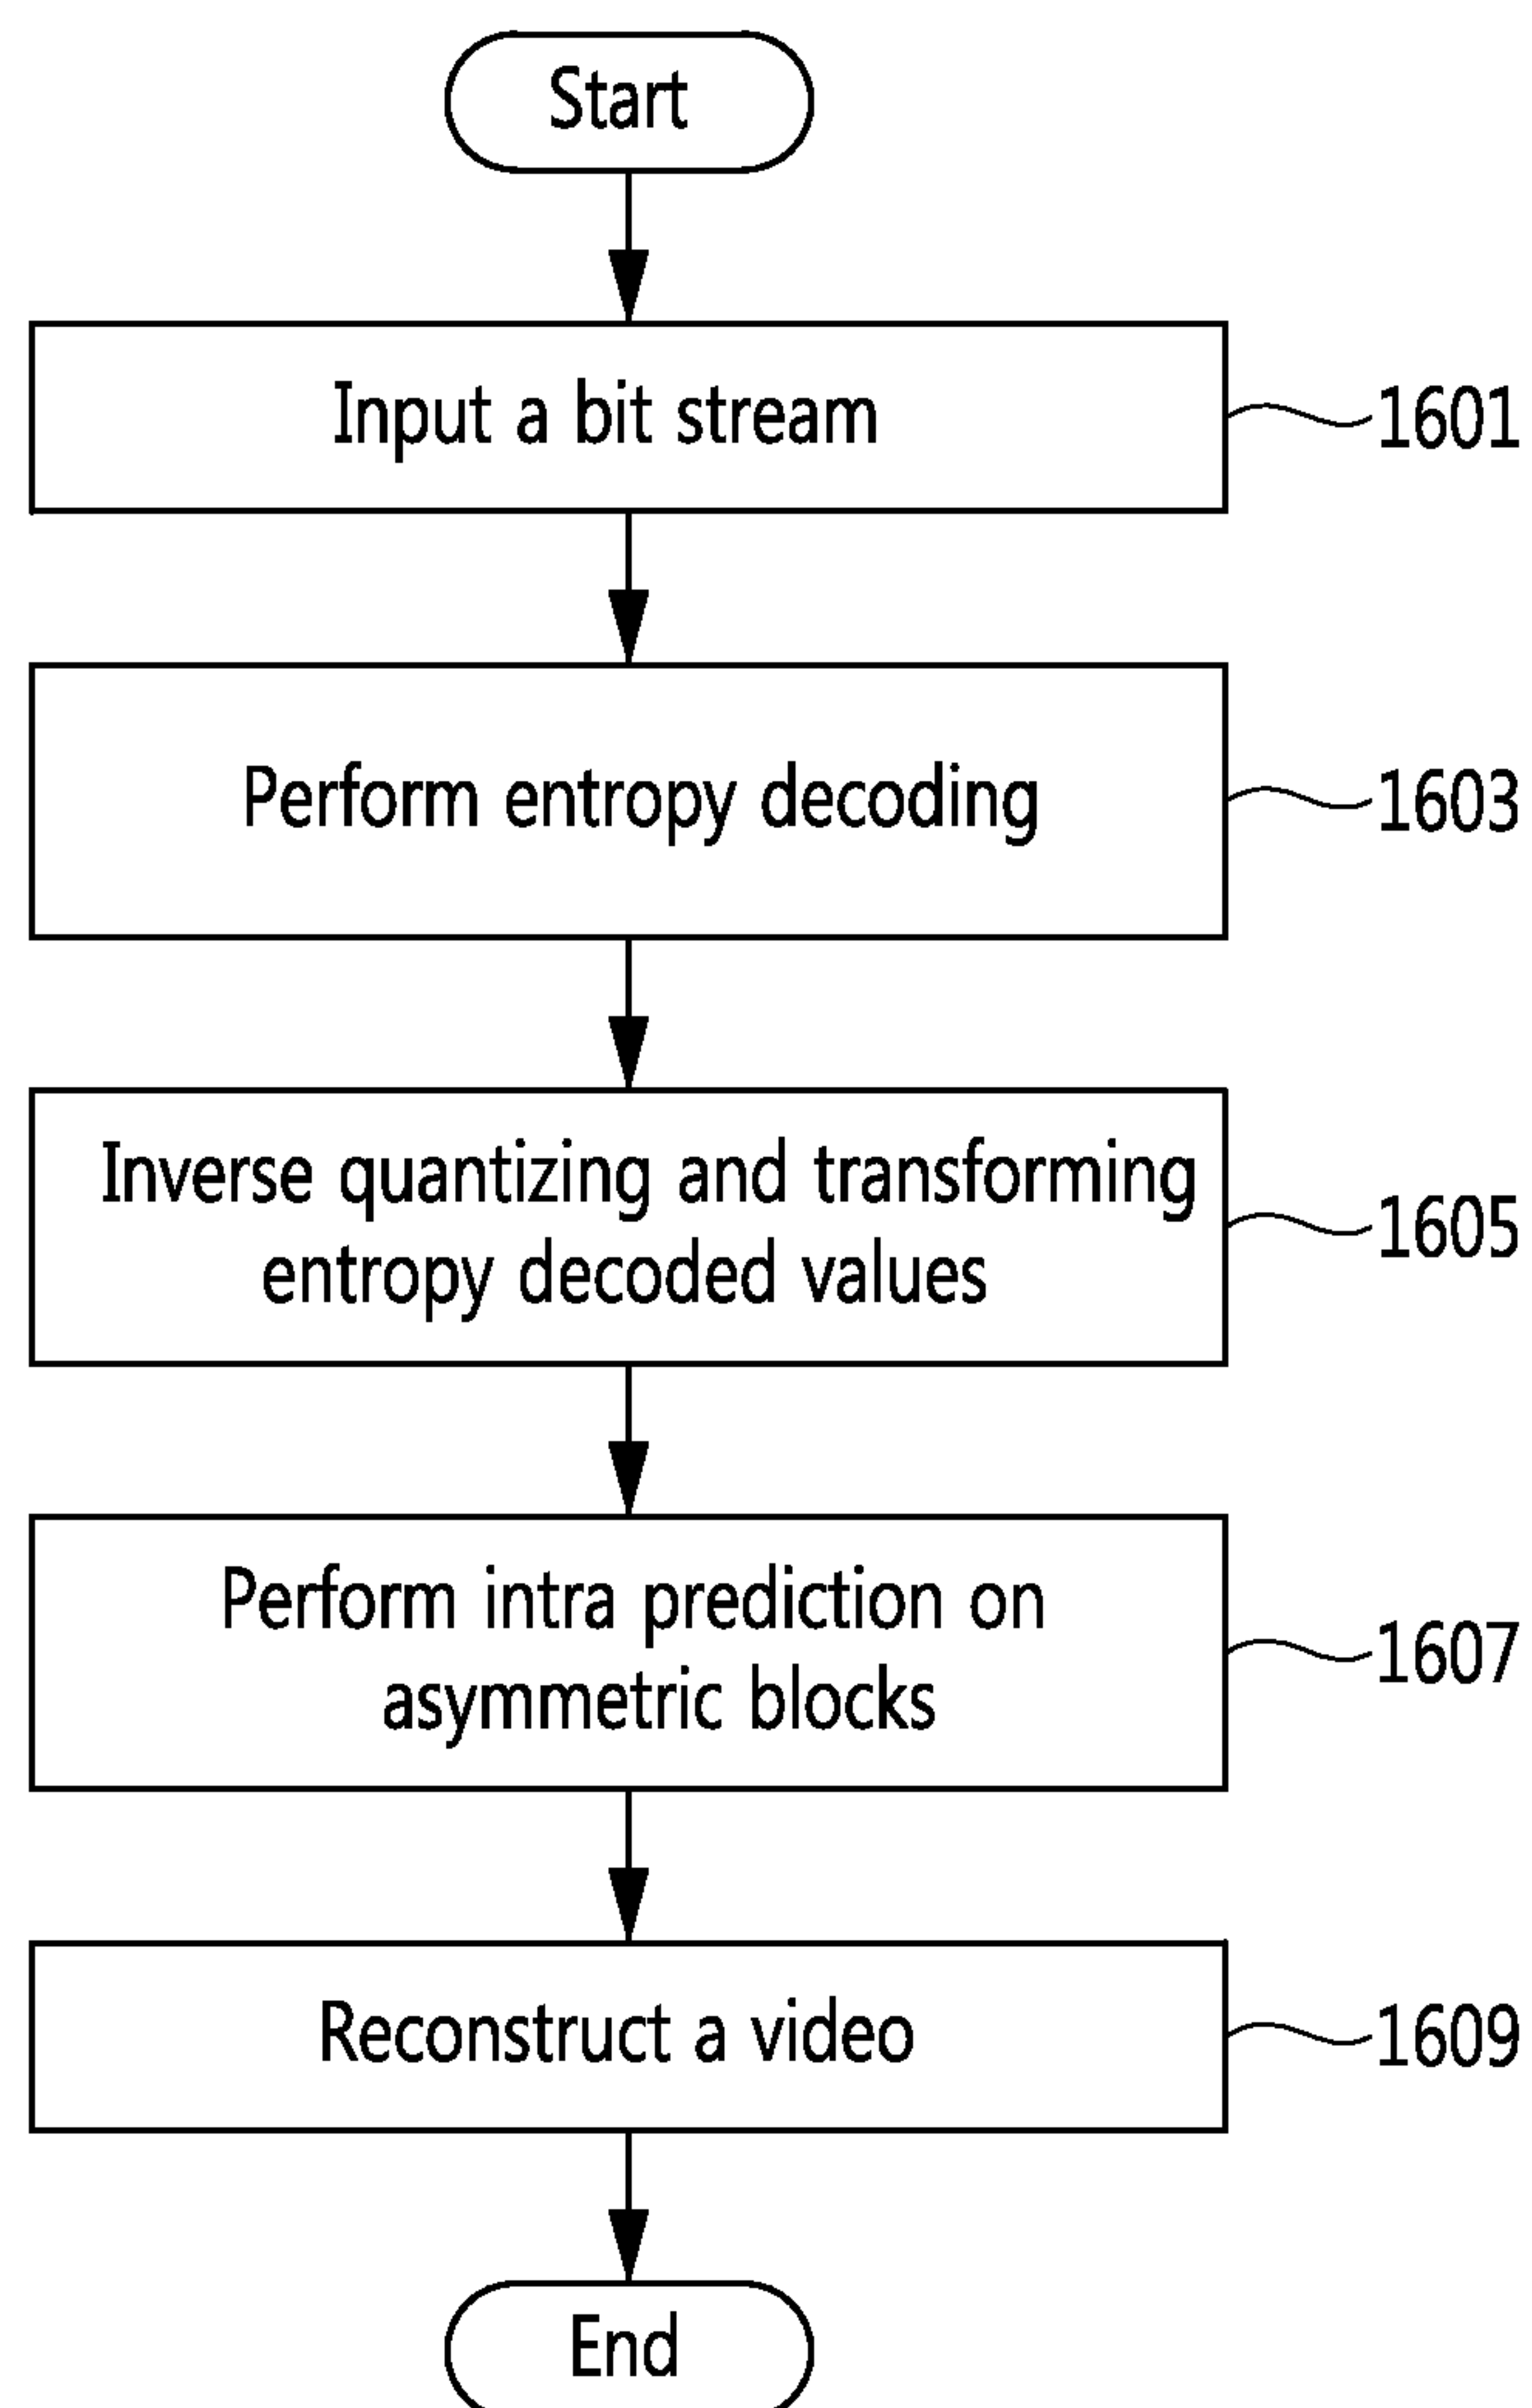 Start
Input a bit stream
1601
Perform entropy decoding
1603
Inverse quantizing and transforming
entropy decoded values
1605
Perform intra prediction on
asymmetric blocks
1607
Reconstruct a video
1609
End